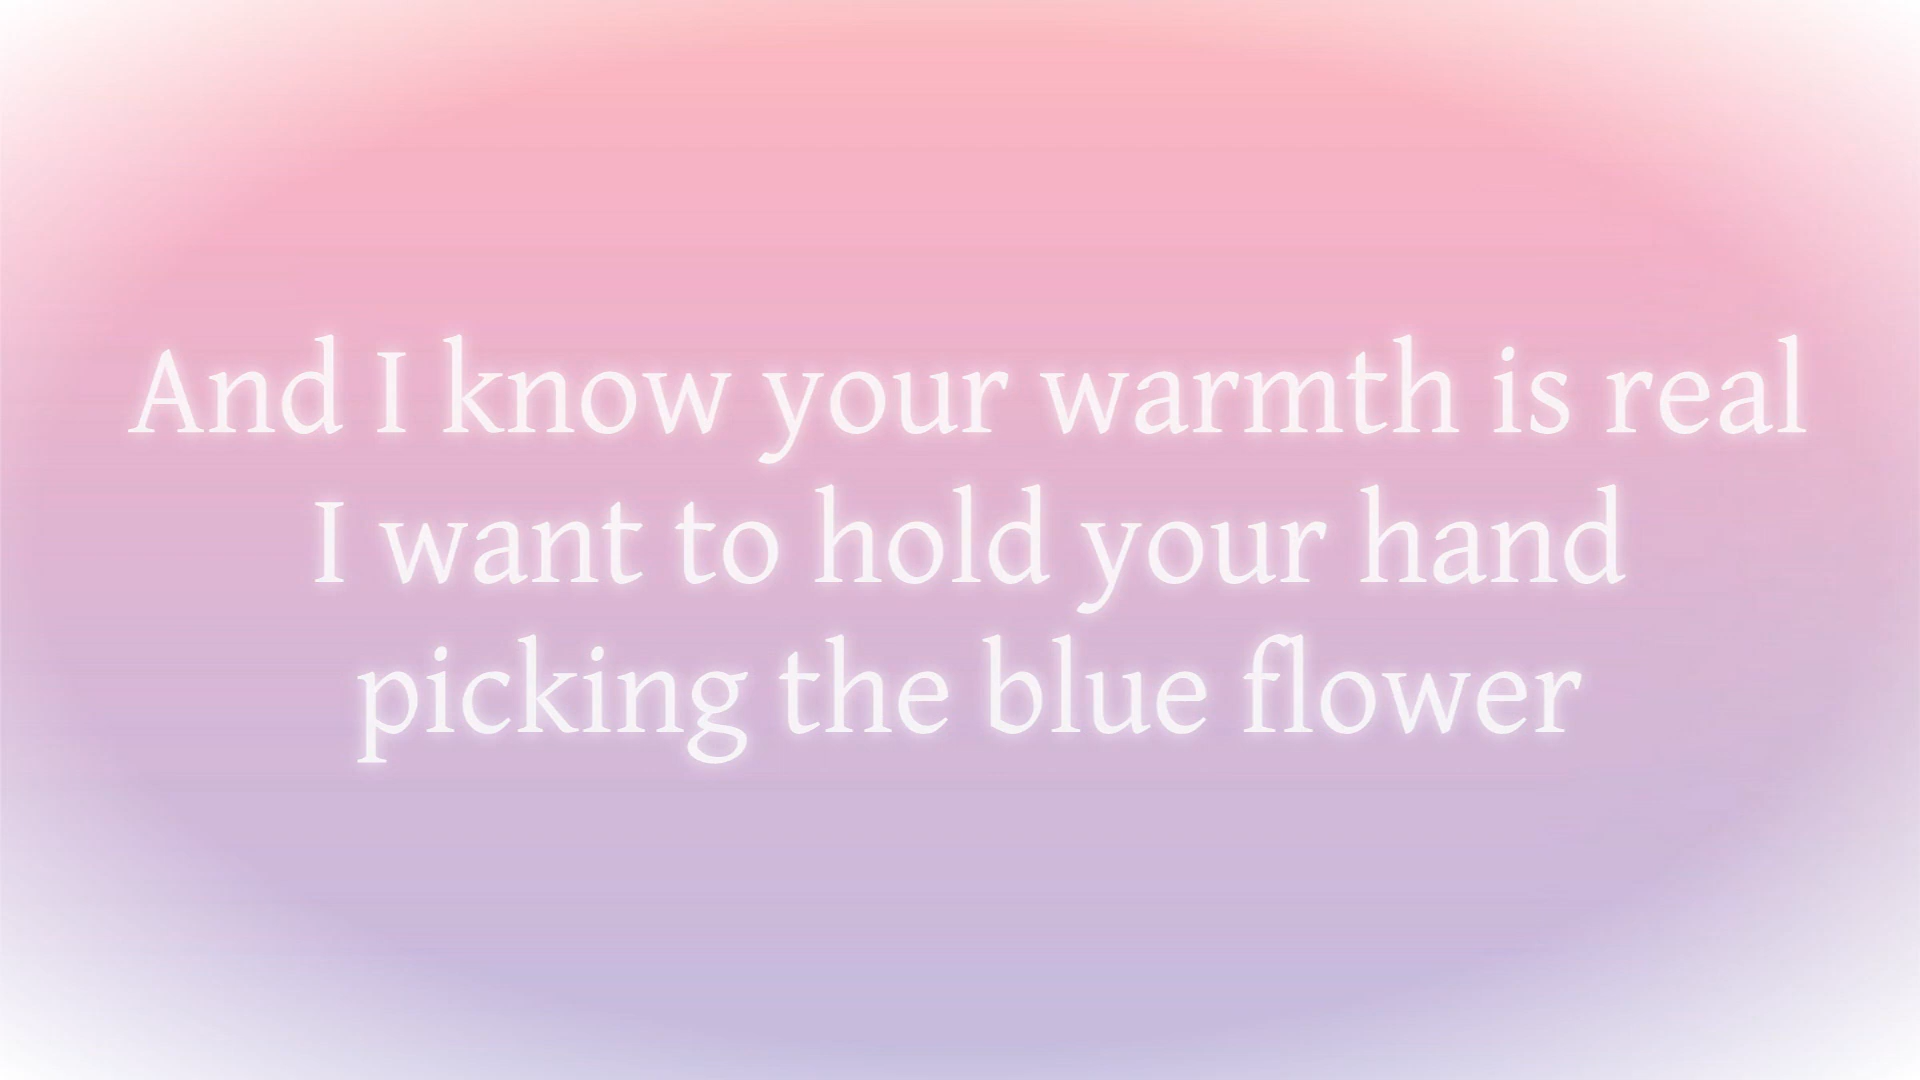 And I know your warmth is real
I want to hold your hand
picking the blue flower